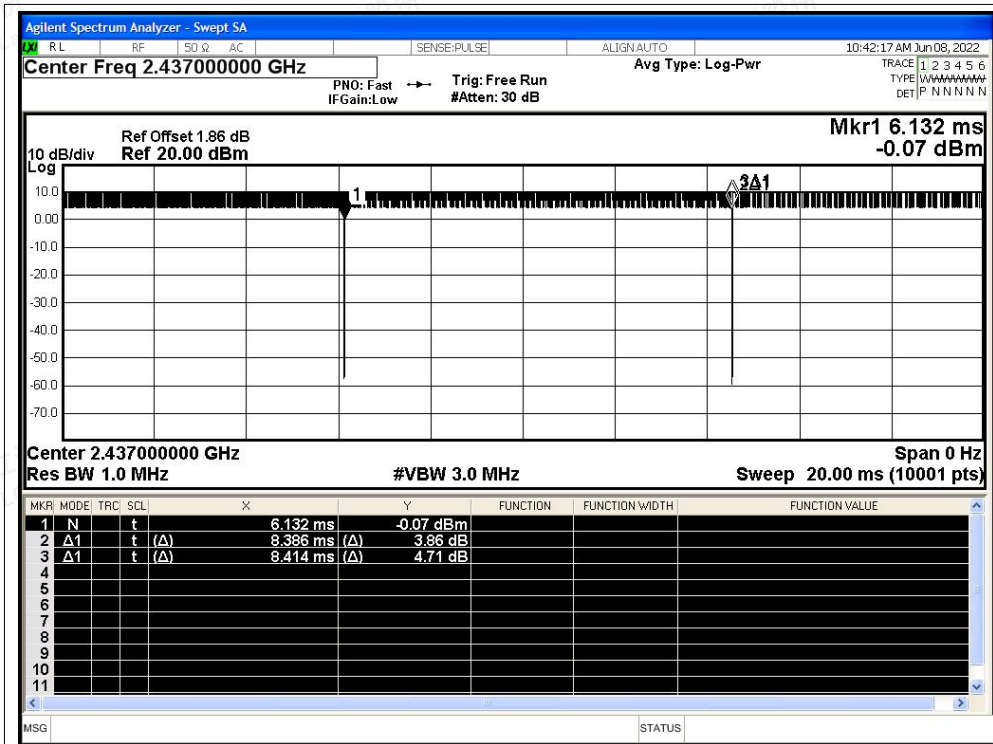 Agilent Spectrum Analyzer - Swept SA
LXI RL RF 50 Ω AC SENSE:PULSE ALIGN AUTO 10:42:17 AM Jun 08, 2022
Center Freq 2.437000000 GHz
PNO: Fast
IFGain:Low
Trig: Free Run
#Atten: 30 dB
Avg Type: Log-Pwr
TRACE 1 2 3 4 5 6
TYPE W
DET P N N N N N
Ref Offset 1.86 dB
Ref 20.00 dBm
10 dB/div
Log
Mkr1 6.132 ms
-0.07 dBm
10.0
0.00
-10.0
-20.0
-30.0
-40.0
-50.0
-60.0
-70.0
1
3Δ1
Center 2.437000000 GHz Span 0 Hz
Res BW 1.0 MHz #VBW 3.0 MHz Sweep 20.00 ms (10001 pts)
MKR MODE TRC SCL X Y FUNCTION FUNCTION WIDTH FUNCTION VALUE
1 N t 6.132 ms -0.07 dBm
2 Δ1 t (Δ) 8.386 ms (Δ) 3.86 dB
3 Δ1 t (Δ) 8.414 ms (Δ) 4.71 dB
4
5
6
7
8
9
10
11
MSG STATUS